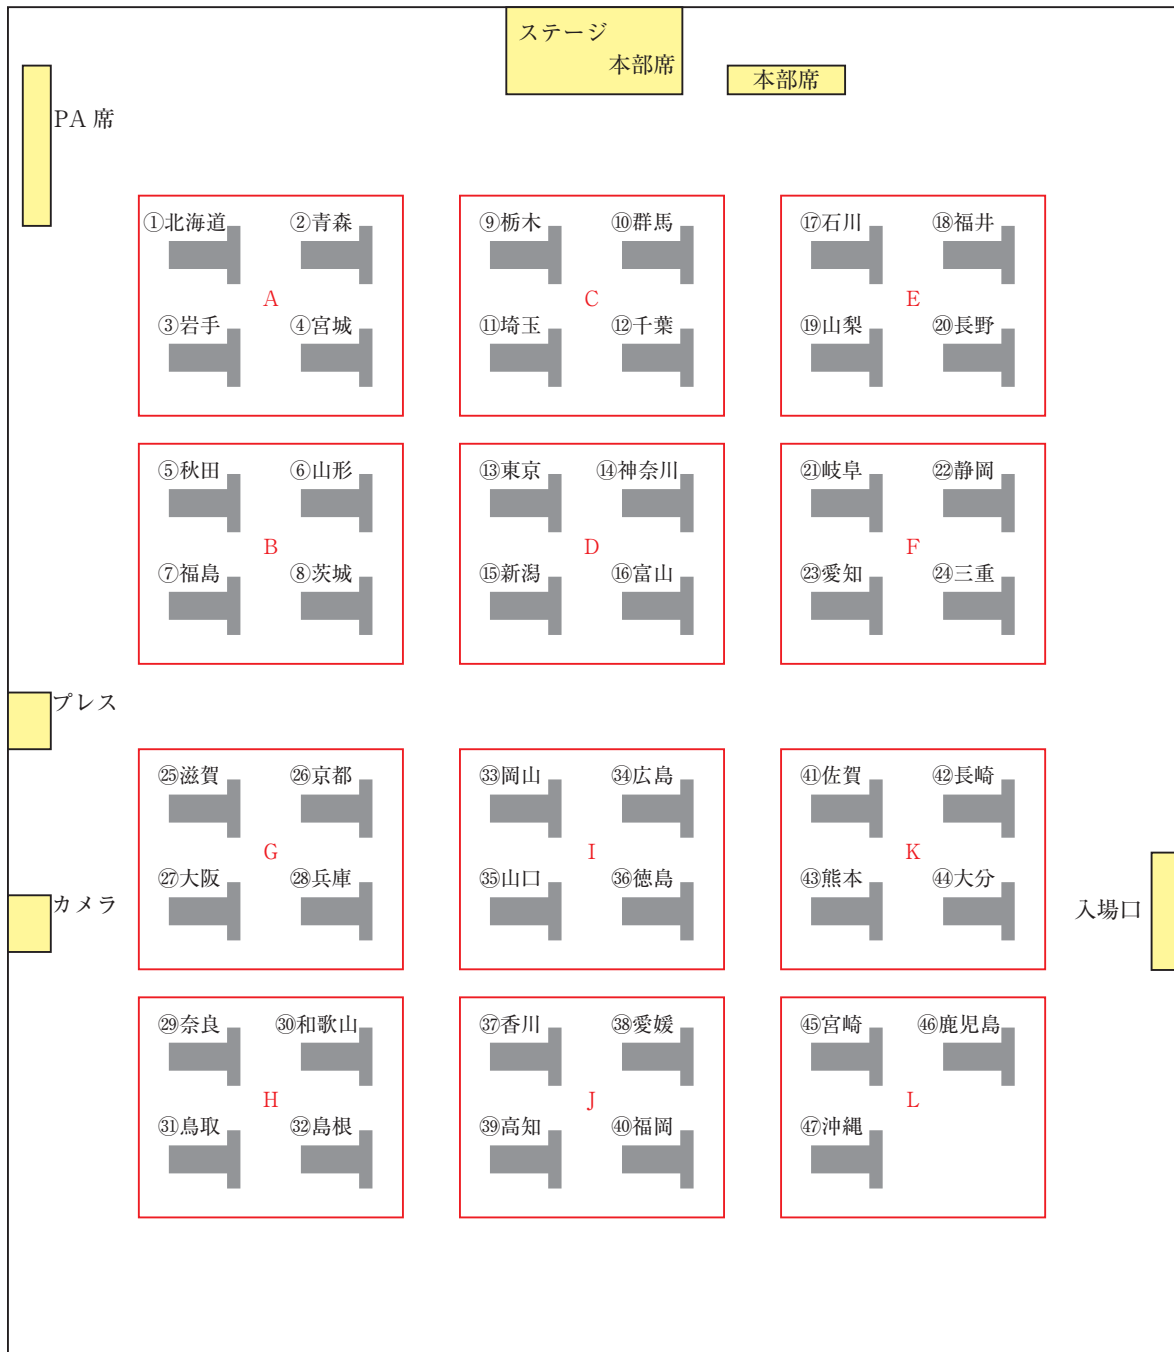 ステージ
本部席
本部席
PA 席
①北海道 ②青森
A
③岩手 ④宮城
⑨栃木 ⑩群馬
C
⑪埼玉 ⑫千葉
⑰石川 ⑱福井
E
⑲山梨 ⑳長野
⑤秋田 ⑥山形
B
⑦福島 ⑧茨城
⑬東京 ⑭神奈川
D
⑮新潟 ⑯富山
㉑岐阜 ㉒静岡
F
㉓愛知 ㉔三重
プレス
㉕滋賀 ㉖京都
G
㉗大阪 ㉘兵庫
㉝岡山 ㉞広島
I
㉟山口 ㊱徳島
㊶佐賀 ㊷長崎
K
㊸熊本 ㊹大分
カメラ
入場口
㉙奈良 ㉚和歌山
H
㉛鳥取 ㉜島根
㊲香川 ㊳愛媛
J
㊴高知 ㊵福岡
㊺宮崎 ㊻鹿児島
L
㊼沖縄